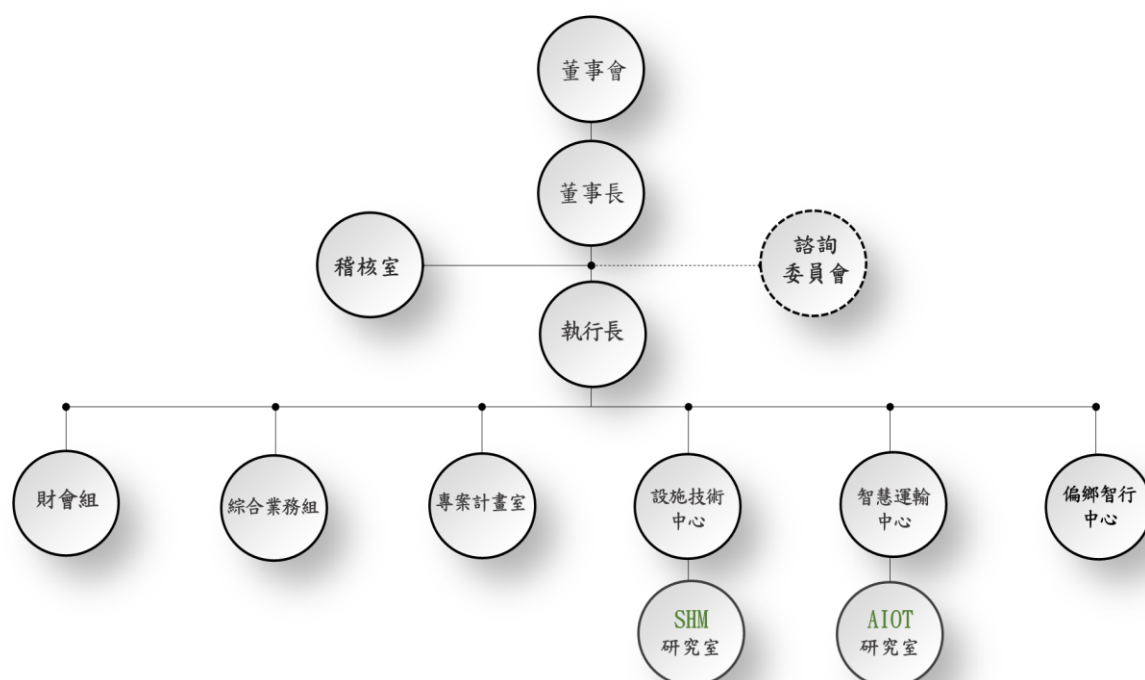 董事會
董事長
稽核室
諮詢
委員會
執行長
財會組
綜合業務組
專案計畫室
設施技術
中心
智慧運輸
中心
偏鄉智行
中心
SHM
研究室
AIOT
研究室